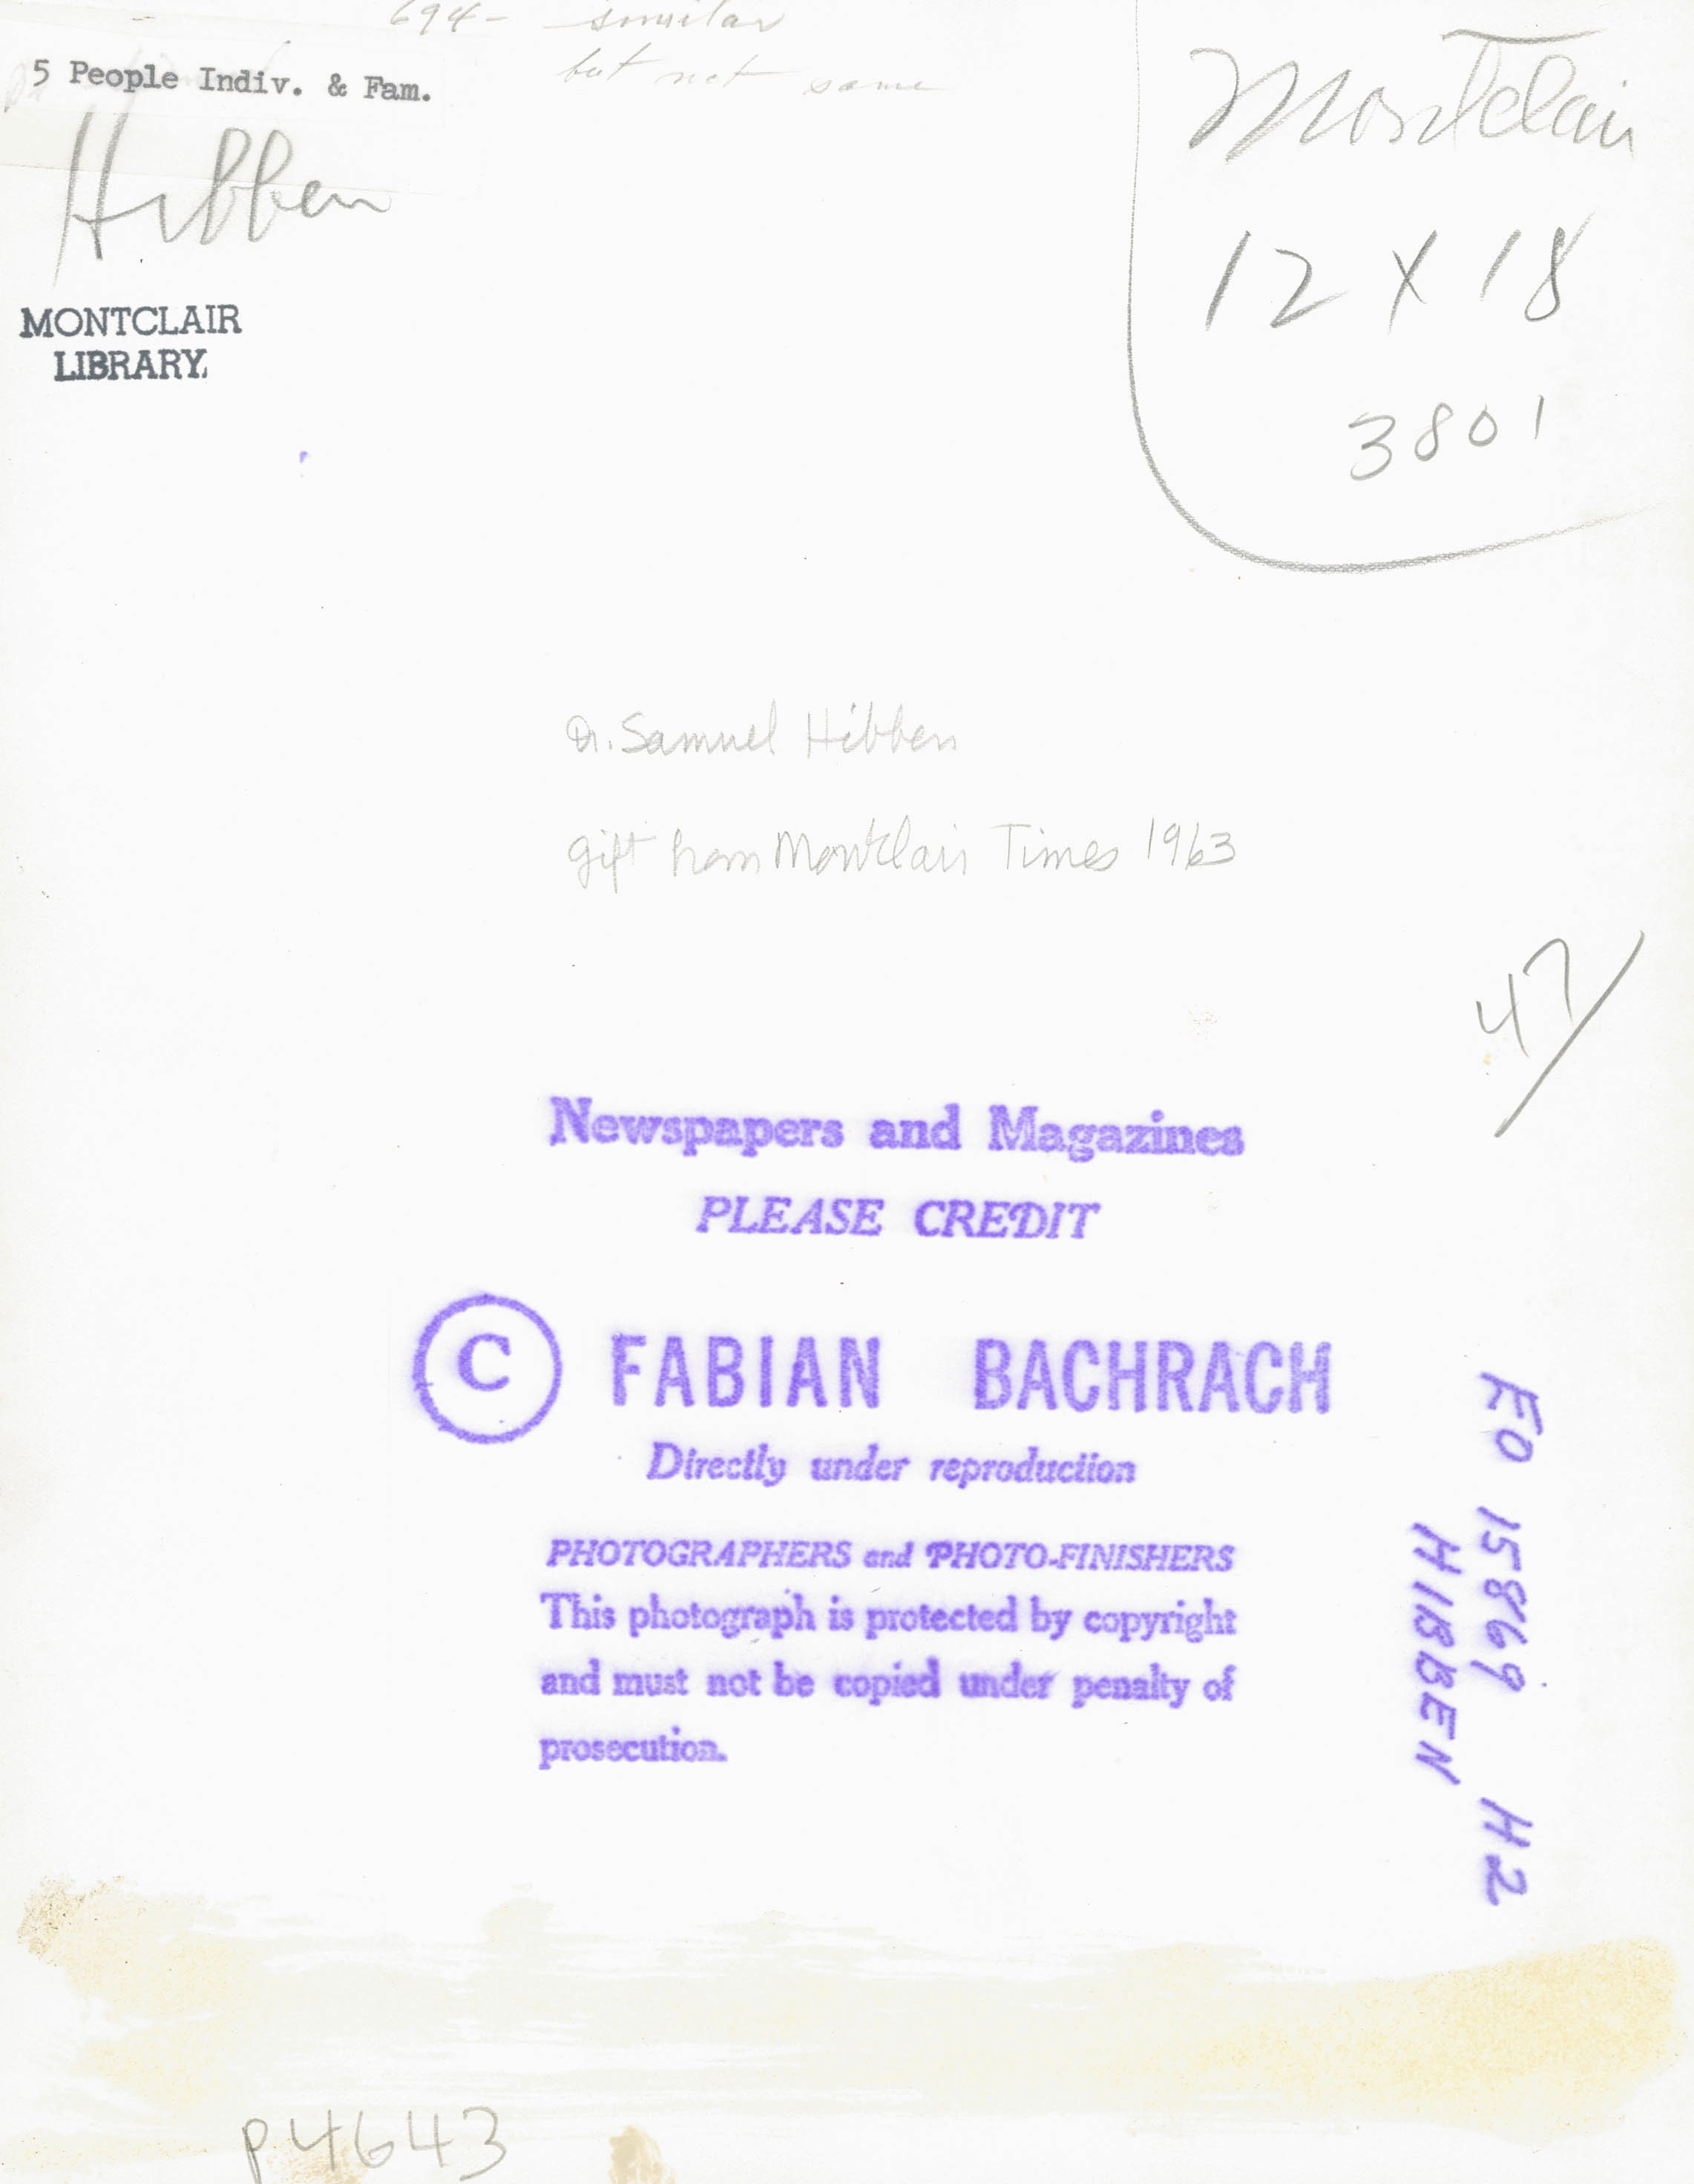 694- similar
but not same
5 People Indiv. & Fam.
Hibben
MONTCLAIR
LIBRARY.
Montclair
12 x 18
3801
Dr. Samuel Hibben
gift from Montclair Times 1963
47
Newspapers and Magazines
PLEASE CREDIT
© FABIAN BACHRACH
Directly under reproduction
PHOTOGRAPHERS and PHOTO-FINISHERS
This photograph is protected by copyright
and must not be copied under penalty of
prosecution.
FO 15869 H2
HIBBEN
P4643